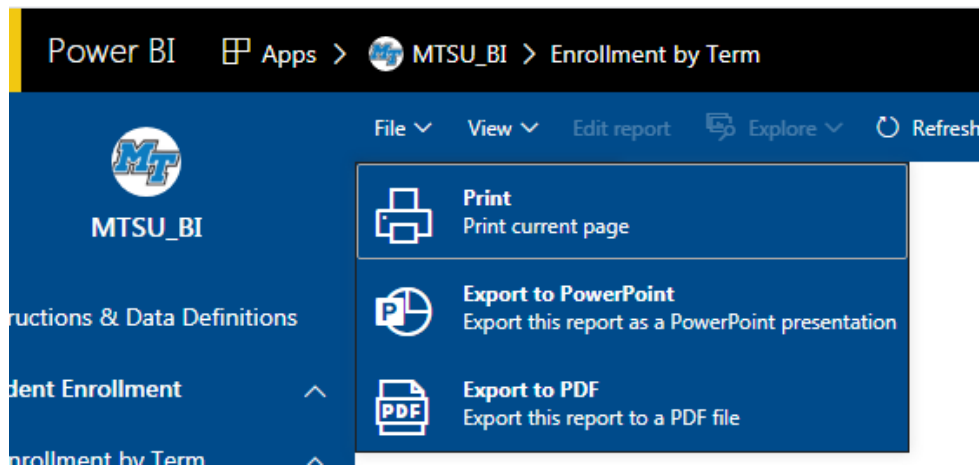 Power BI Apps > MTSU_BI > Enrollment by Term
File View Edit report Explore Refresh
MT
MTSU_BI
Print
Print current page
Export to PowerPoint
Export this report as a PowerPoint presentation
Export to PDF
Export this report to a PDF file
ructions & Data Definitions
dent Enrollment
nrollment by Term